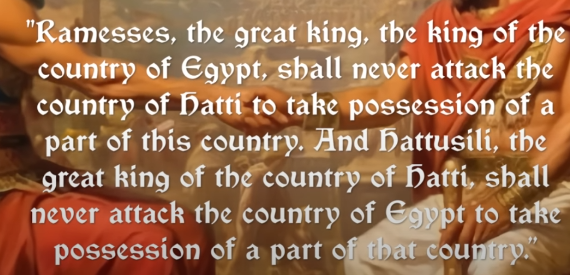 "Ramesses, the great king, the king of the
country of Egypt, shall never attack the
country of Hatti to take possession of a
part of this country. And Hattusili, the
great king of the country of Hatti, shall
never attack the country of Egypt to take
possession of a part of that country."